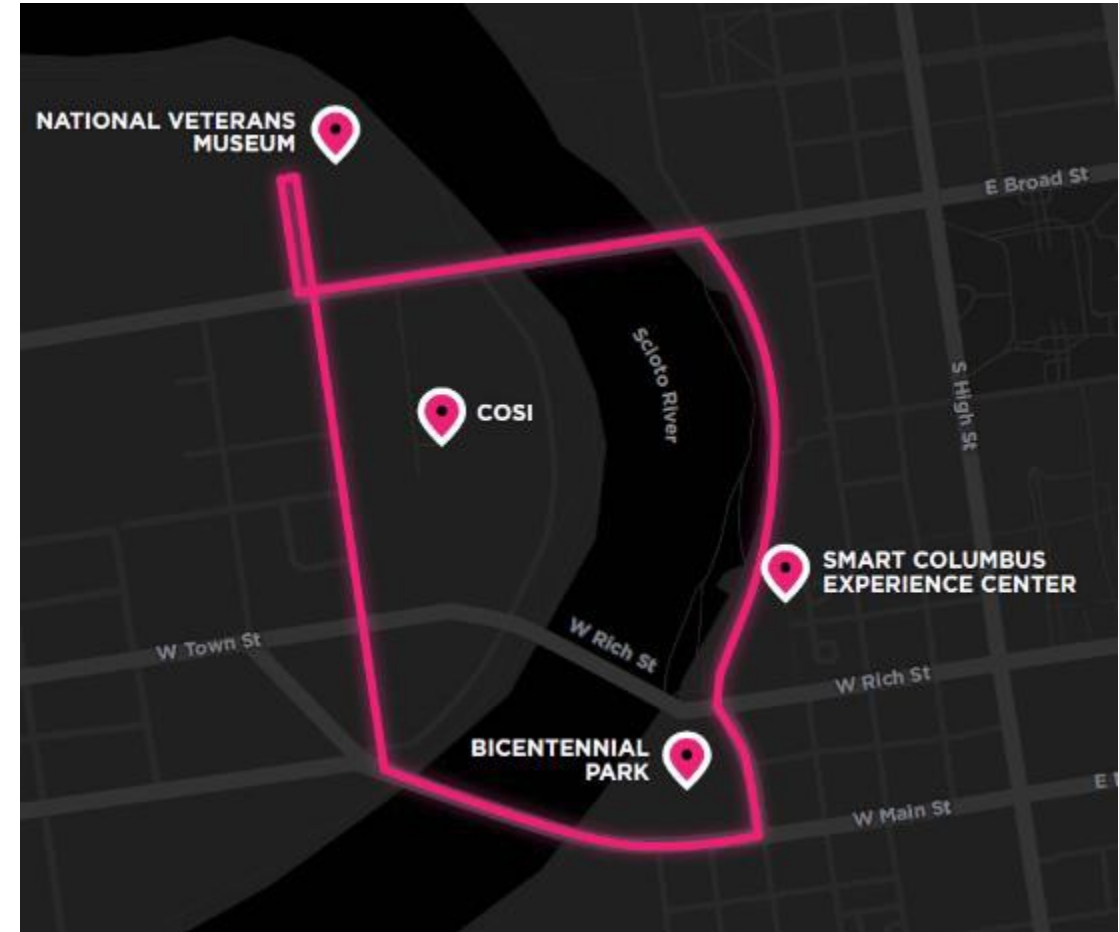 NATIONAL VETERANS
MUSEUM
E Broad St
Scioto River
S High St
COSI
SMART COLUMBUS
EXPERIENCE CENTER
W Town St
W Rich St
W Rich St
BICENTENNIAL
PARK
W Main St
E